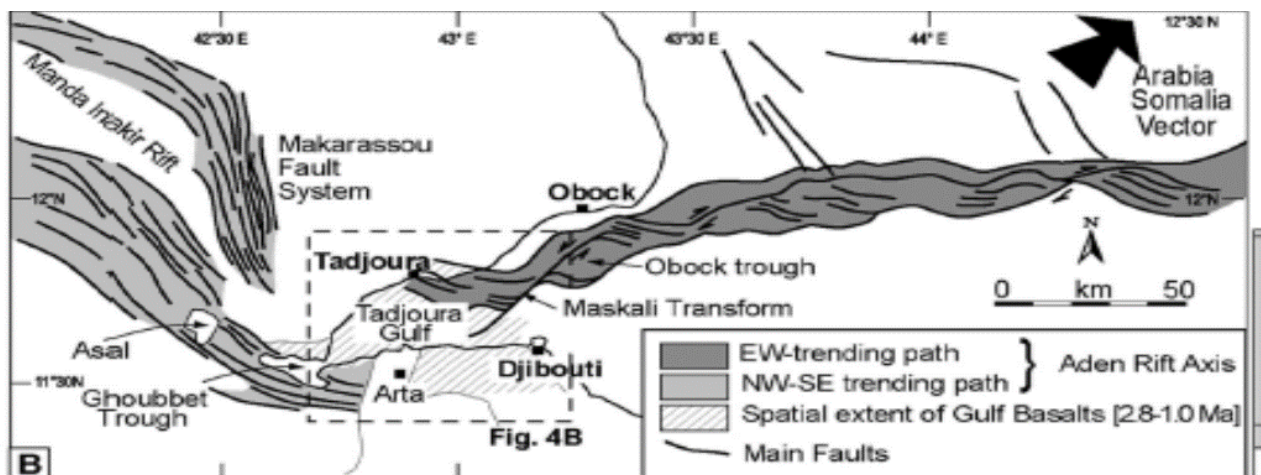 42°30 E
43° E
43°30 E
44° E
12°30 N
Manda Inakir Rift
Makarassou
Fault
System
Arabia
Somalia
Vector
12°N
Obock
12°N
N
Tadjoura
Obock trough
0 km 50
Maskali Transform
Tadjoura
Gulf
Asal
11°30N
Ghoubbet
Trough
Arta
Djibouti
Fig. 4B
EW-trending path
NW-SE trending path
} Aden Rift Axis
Spatial extent of Gulf Basalts [2.8-1.0 Ma]
Main Faults
B